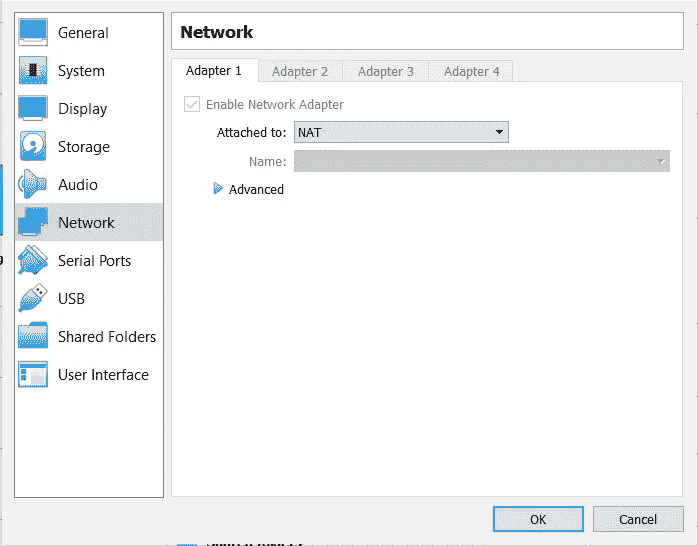 General
System
Display
Storage
Audio
Network
Serial Ports
USB
Shared Folders
User Interface
Network
Adapter 1 Adapter 2 Adapter 3 Adapter 4
Enable Network Adapter
Attached to: NAT
Name:
Advanced
OK Cancel